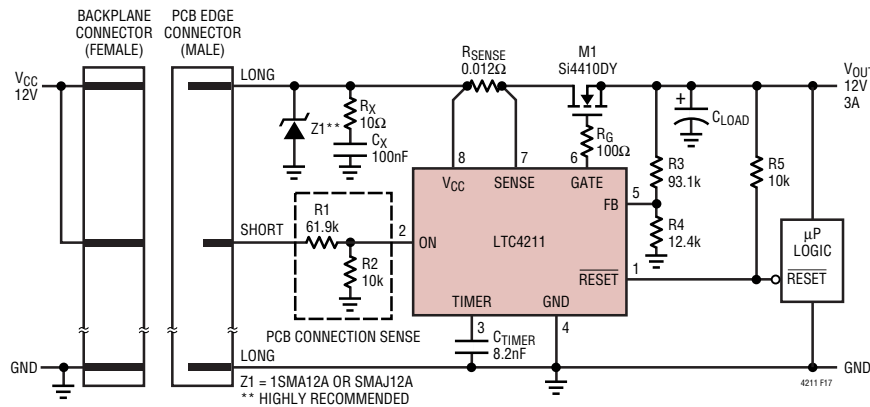 BACKPLANE
CONNECTOR
(FEMALE)
PCB EDGE
CONNECTOR
(MALE)
VCC
12V
LONG
Z1**
RX
10Ω
CX
100nF
RSENSE
0.012Ω
M1
Si4410DY
RG
100Ω
VOUT
12V
3A
+
CLOAD
R3
93.1k
R4
12.4k
R5
10k
8
7
6
VCC
SENSE
GATE
5
FB
SHORT
R1
61.9k
R2
10k
2
ON
LTC4211
RESET
1
µP
LOGIC
RESET
TIMER
GND
3
4
PCB CONNECTION SENSE
CTIMER
8.2nF
GND
LONG
GND
Z1 = 1SMA12A OR SMAJ12A
** HIGHLY RECOMMENDED
4211 F17